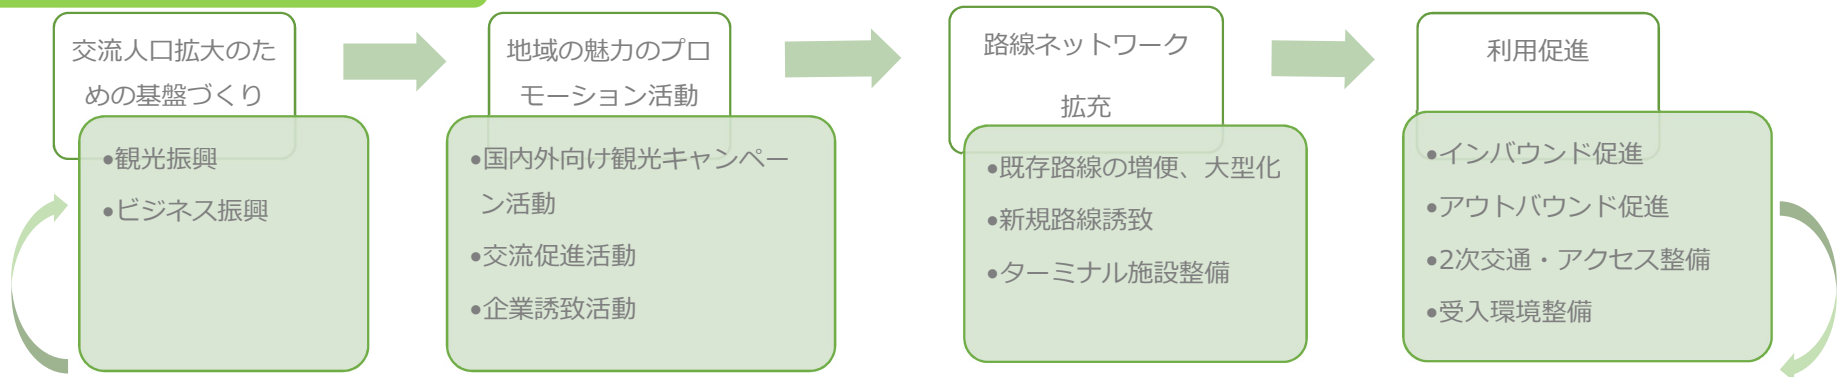 交流人口拡大のた
めの基盤づくり
•観光振興
•ビジネス振興
地域の魅力のプロ
モーション活動
•国内外向け観光キャンペー
ン活動
•交流促進活動
•企業誘致活動
路線ネットワーク
拡充
•既存路線の増便、大型化
•新規路線誘致
•ターミナル施設整備
利用促進
•インバウンド促進
•アウトバウンド促進
•2次交通・アクセス整備
•受入環境整備